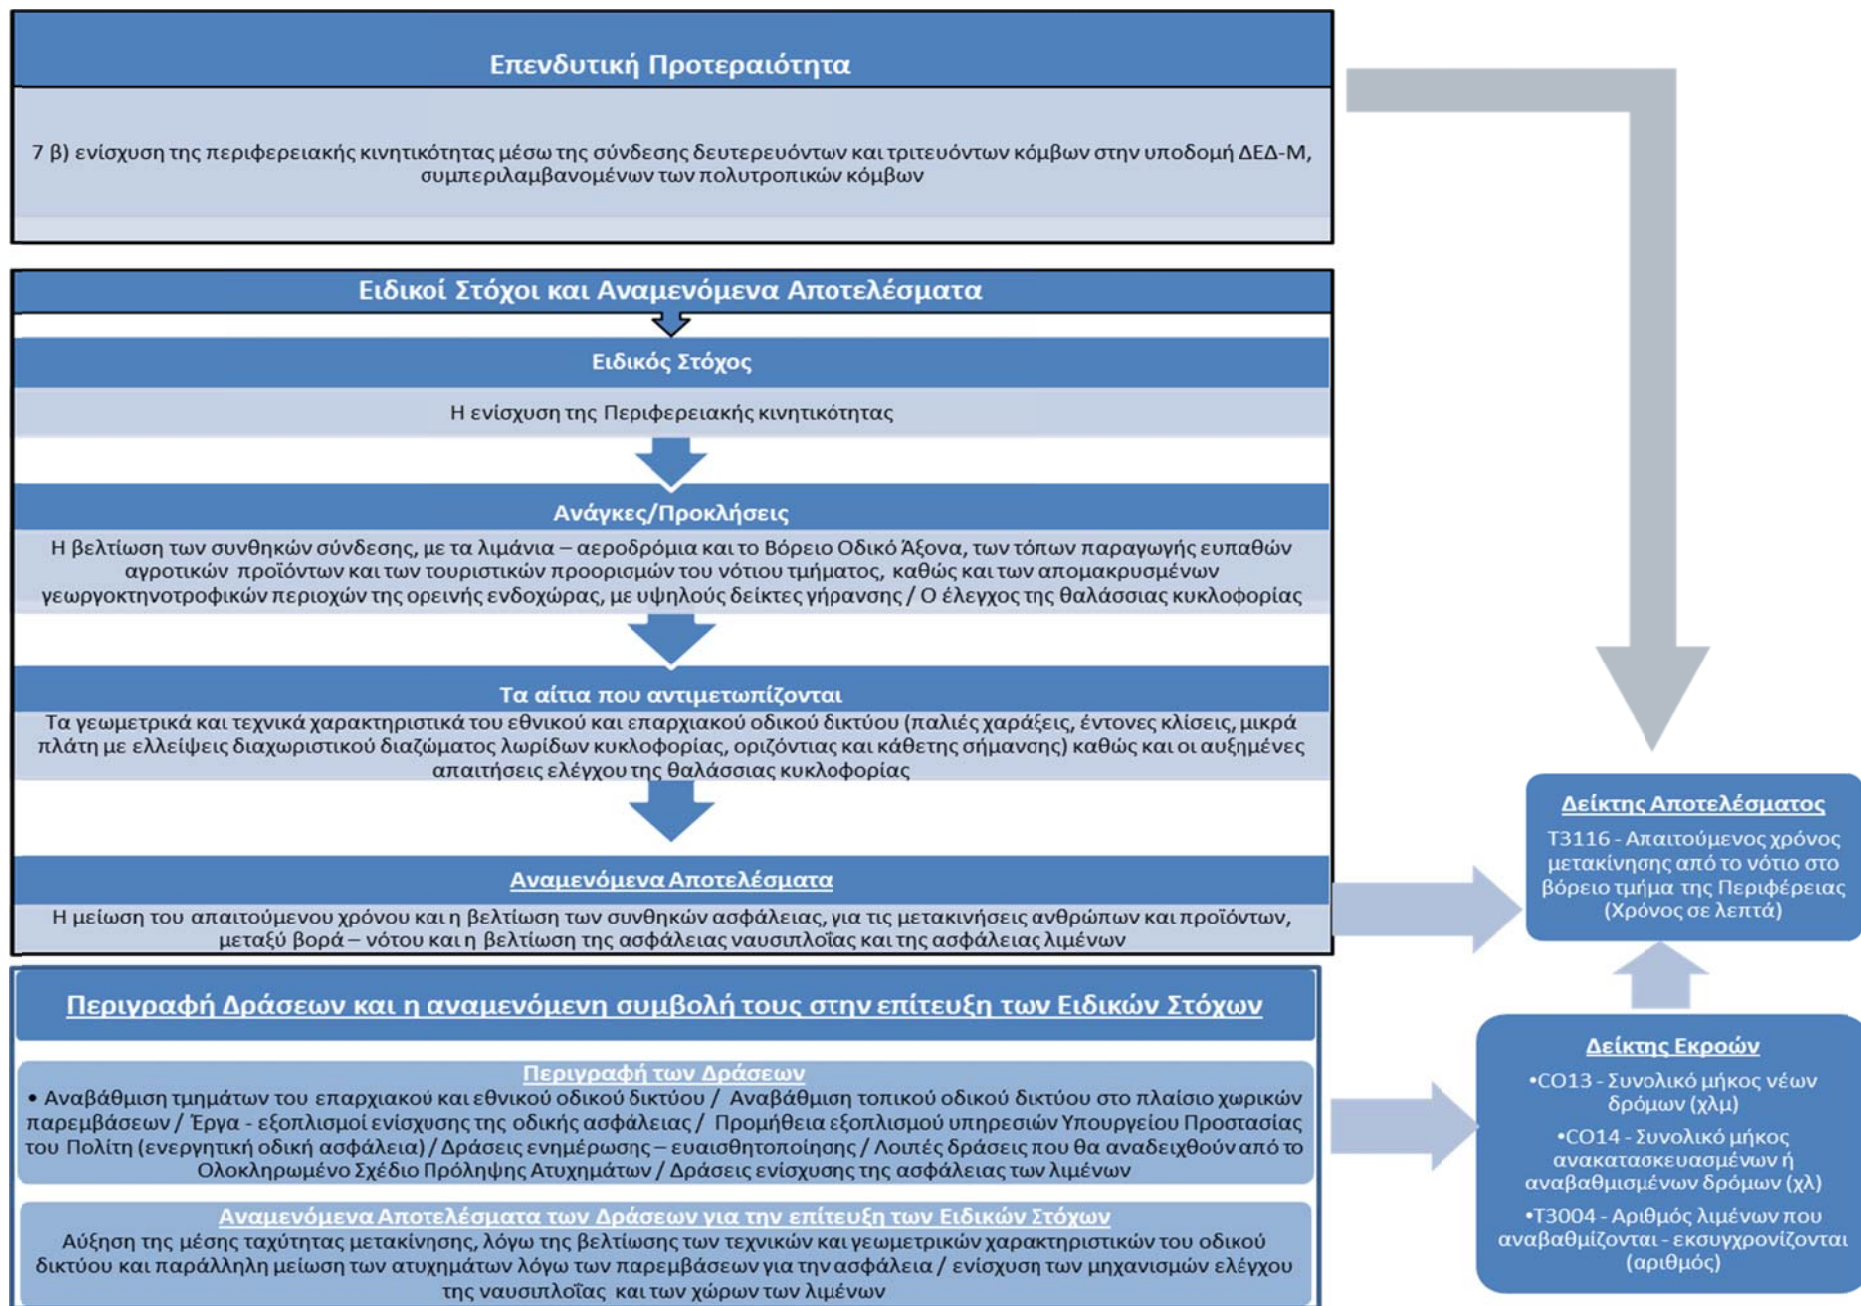 Επενδυτική Προτεραιότητα
7 β) ενίσχυση της περιφερειακής κινητικότητας μέσω της σύνδεσης δευτερευόντων και τριτευόντων κόμβων στην υποδομή ΔΕΔ-Μ,
συμπεριλαμβανομένων των πολυτροπικών κόμβων
Ειδικοί Στόχοι και Αναμενόμενα Αποτελέσματα
Ειδικός Στόχος
Η ενίσχυση της Περιφερειακής κινητικότητας
Ανάγκες/Προκλήσεις
Η βελτίωση των συνθηκών σύνδεσης, με τα λιμάνια – αεροδρόμια και το Βόρειο Οδικό Άξονα, των τόπων παραγωγής ευπαθών
αγροτικών προϊόντων και των τουριστικών προορισμών του νότιου τμήματος, καθώς και των απομακρυσμένων
γεωργοκτηνοτροφικών περιοχών της ορεινής ενδοχώρας, με υψηλούς δείκτες γήρανσης / Ο έλεγχος της θαλάσσιας κυκλοφορίας
Τα αίτια που αντιμετωπίζονται
Τα γεωμετρικά και τεχνικά χαρακτηριστικά του εθνικού και επαρχιακού οδικού δικτύου (παλιές χαράξεις, έντονες κλίσεις, μικρά
πλάτη με ελλείψεις διαχωριστικού διαζώματος λωρίδων κυκλοφορίας, οριζόντιας και κάθετης σήμανσης) καθώς και οι αυξημένες
απαιτήσεις ελέγχου της θαλάσσιας κυκλοφορίας
Αναμενόμενα Αποτελέσματα
Η μείωση του απαιτούμενου χρόνου και η βελτίωση των συνθηκών ασφάλειας, για τις μετακινήσεις ανθρώπων και προϊόντων,
μεταξύ βορά – νότου και η βελτίωση της ασφάλειας ναυσιπλοΐας και της ασφάλειας λιμένων
Περιγραφή Δράσεων και η αναμενόμενη συμβολή τους στην επίτευξη των Ειδικών Στόχων
Περιγραφή των Δράσεων
• Αναβάθμιση τμημάτων του επαρχιακού και εθνικού οδικού δικτύου / Αναβάθμιση τοπικού οδικού δικτύου στο πλαίσιο χωρικών
παρεμβάσεων / Έργα - εξοπλισμοί ενίσχυσης της οδικής ασφάλειας / Προμήθεια εξοπλισμού υπηρεσιών Υπουργείου Προστασίας
του Πολίτη (ενεργητική οδική ασφάλεια) / Δράσεις ενημέρωσης – ευαισθητοποίησης / Λοιπές δράσεις που θα αναδειχθούν από το
Ολοκληρωμένο Σχέδιο Πρόληψης Ατυχημάτων / Δράσεις ενίσχυσης της ασφάλειας των λιμένων
Αναμενόμενα Αποτελέσματα των Δράσεων για την επίτευξη των Ειδικών Στόχων
Αύξηση της μέσης ταχύτητας μετακίνησης, λόγω της βελτίωσης των τεχνικών και γεωμετρικών χαρακτηριστικών του οδικού
δικτύου και παράλληλη μείωση των ατυχημάτων λόγω των παρεμβάσεων για την ασφάλεια / ενίσχυση των μηχανισμών ελέγχου
της ναυσιπλοΐας και των χώρων των λιμένων
Δείκτης Αποτελέσματος
Τ3116 - Απαιτούμενος χρόνος
μετακίνησης από το νότιο στο
βόρειο τμήμα της Περιφέρειας
(Χρόνος σε λεπτά)
Δείκτης Εκροών
•CO13 - Συνολικό μήκος νέων
δρόμων (χλμ)
•CO14 - Συνολικό μήκος
ανακατασκευασμένων ή
αναβαθμισμένων δρόμων (χλ)
•Τ3004 - Αριθμός λιμένων που
αναβαθμίζονται - εκσυγχρονίζονται
(αριθμός)